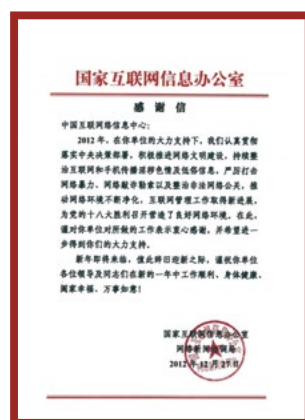 国家互联网信息办公室
感谢信
中国互联网络信息中心：
2012年，在你单位的大力支持下，我们认真贯彻
落实中央决策部署，积极推进网络文明建设，持续整
治互联网和手机传播淫秽色情及低俗信息，严厉打击
网络暴力、网络敲诈勒索以及整治非法网络公关，推
动网络环境不断净化，互联网管理工作取得新进展，
为党的十八大胜利召开营造了良好网络环境。在此，
谨对你单位对所做的工作表示衷心感谢，并希望进一
步得到你们的大力支持。
新年即将来临，值此辞旧迎新之际，谨祝你单位
各位领导及同志们在新的一年中工作顺利、身体健康、
阖家幸福、万事如意！
国家互联网信息办公室
网络新闻协调局
2012年12月27日